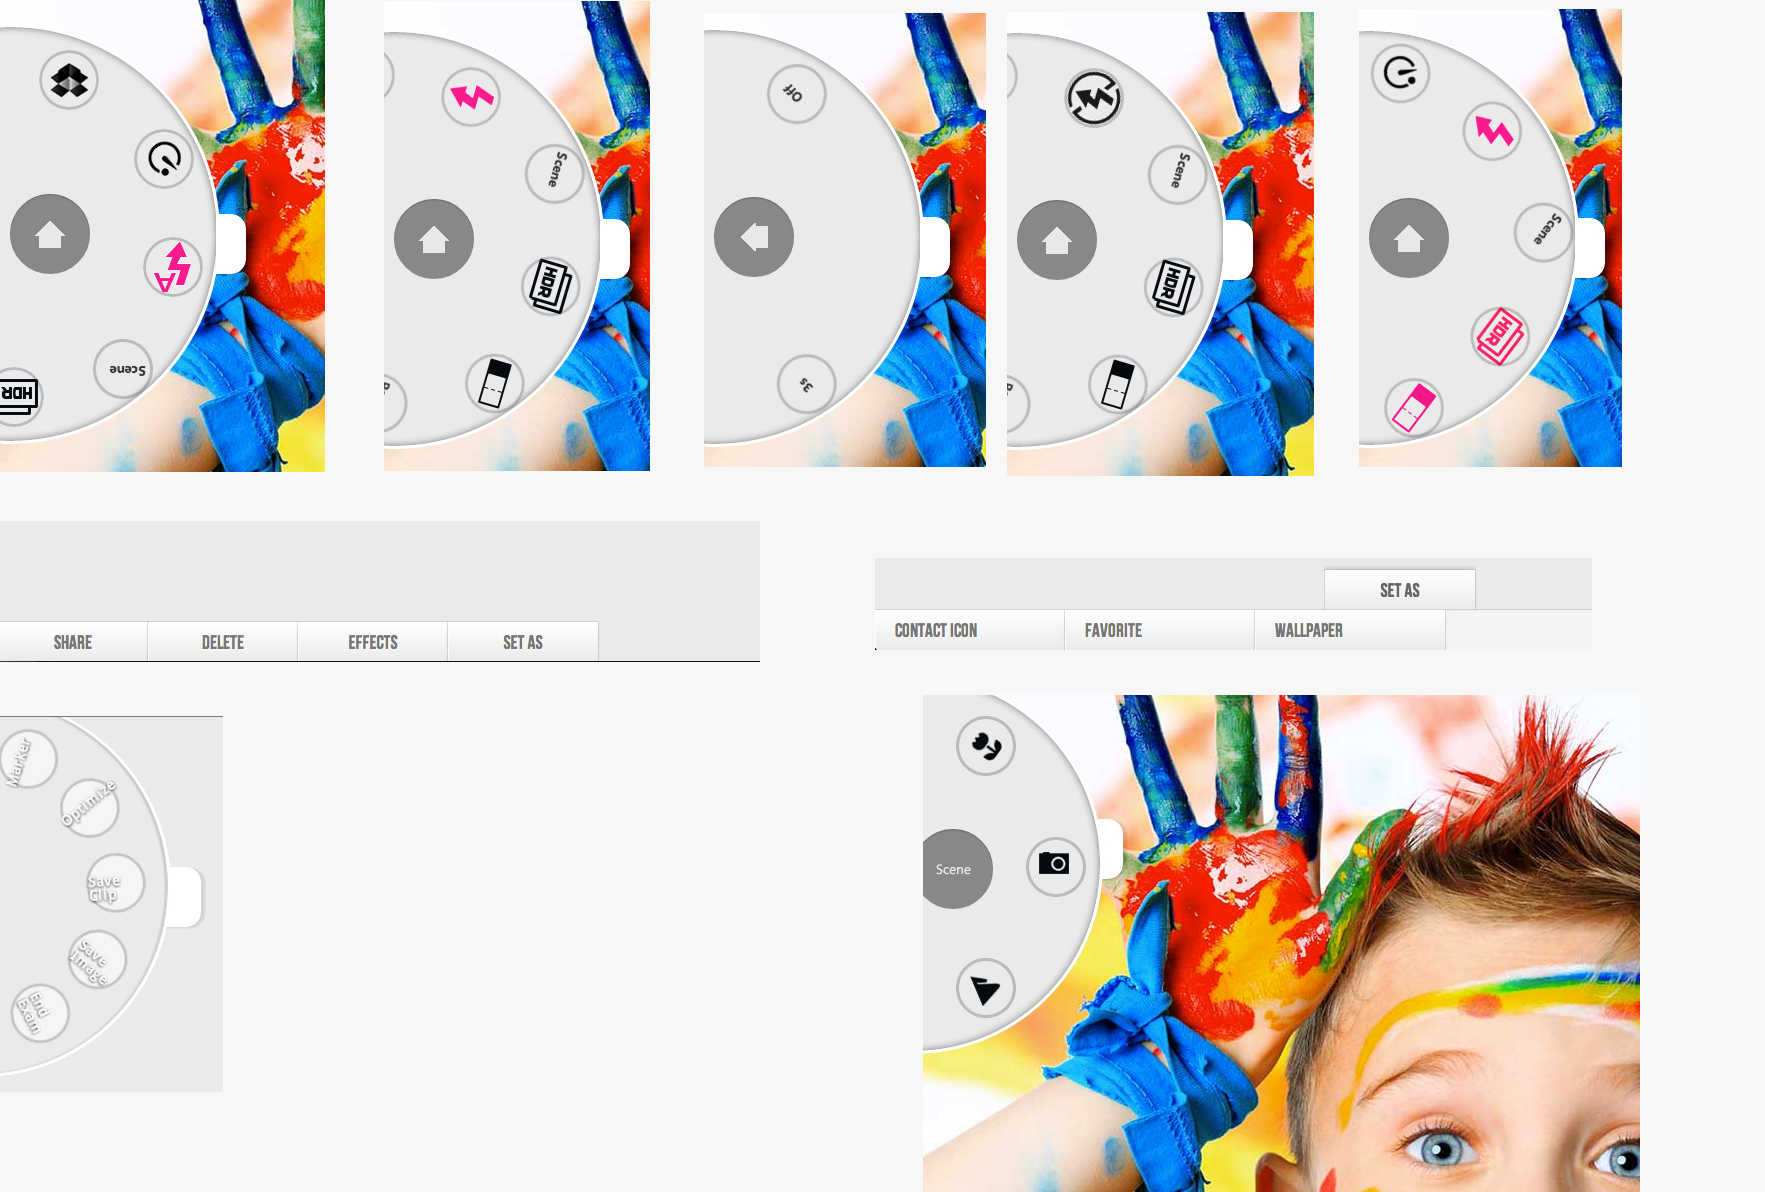 A
Scene
HDR
Scene
HDR
Off
3s
Scene
HDR
Scene
HDR
SHARE
DELETE
EFFECTS
SET AS
SET AS
CONTACT ICON
FAVORITE
WALLPAPER
Marker
Optimize
Save
Clip
Save
image
End
Exam
Scene